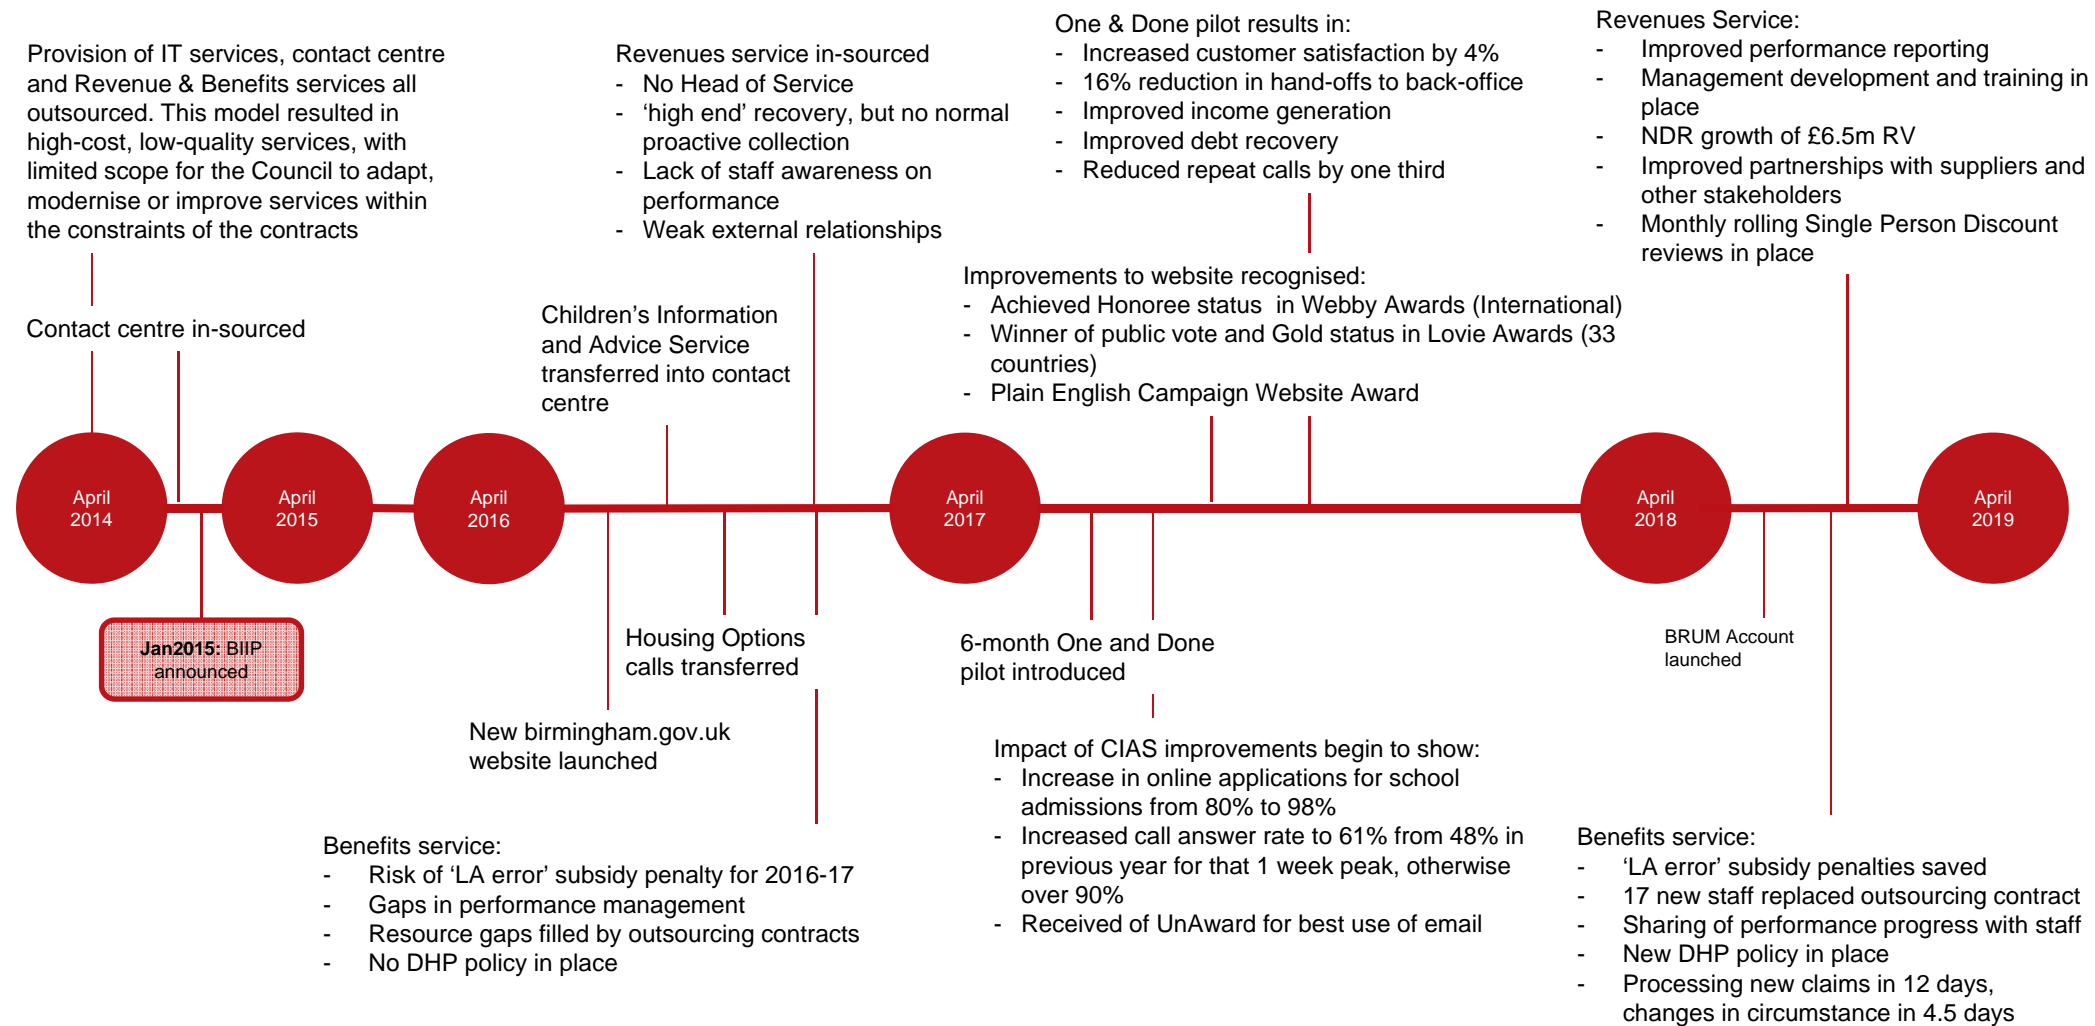 Provision of IT services, contact centre
and Revenue & Benefits services all
outsourced. This model resulted in
high-cost, low-quality services, with
limited scope for the Council to adapt,
modernise or improve services within
the constraints of the contracts
Contact centre in-sourced
Revenues service in-sourced
- No Head of Service
- ‘high end’ recovery, but no normal
proactive collection
- Lack of staff awareness on
performance
- Weak external relationships
Children’s Information
and Advice Service
transferred into contact
centre
One & Done pilot results in:
- Increased customer satisfaction by 4%
- 16% reduction in hand-offs to back-office
- Improved income generation
- Improved debt recovery
- Reduced repeat calls by one third
Improvements to website recognised:
- Achieved Honoree status in Webby Awards (International)
- Winner of public vote and Gold status in Lovie Awards (33
countries)
- Plain English Campaign Website Award
Revenues Service:
- Improved performance reporting
- Management development and training in
place
- NDR growth of £6.5m RV
- Improved partnerships with suppliers and
other stakeholders
- Monthly rolling Single Person Discount
reviews in place
April
2014
April
2015
April
2016
April
2017
April
2018
April
2019
Jan2015: BIIP
announced
New birmingham.gov.uk
website launched
Housing Options
calls transferred
Benefits service:
- Risk of ‘LA error’ subsidy penalty for 2016-17
- Gaps in performance management
- Resource gaps filled by outsourcing contracts
- No DHP policy in place
6-month One and Done
pilot introduced
Impact of CIAS improvements begin to show:
- Increase in online applications for school
admissions from 80% to 98%
- Increased call answer rate to 61% from 48% in
previous year for that 1 week peak, otherwise
over 90%
- Received of UnAward for best use of email
BRUM Account
launched
Benefits service:
- ‘LA error’ subsidy penalties saved
- 17 new staff replaced outsourcing contract
- Sharing of performance progress with staff
- New DHP policy in place
- Processing new claims in 12 days,
changes in circumstance in 4.5 days